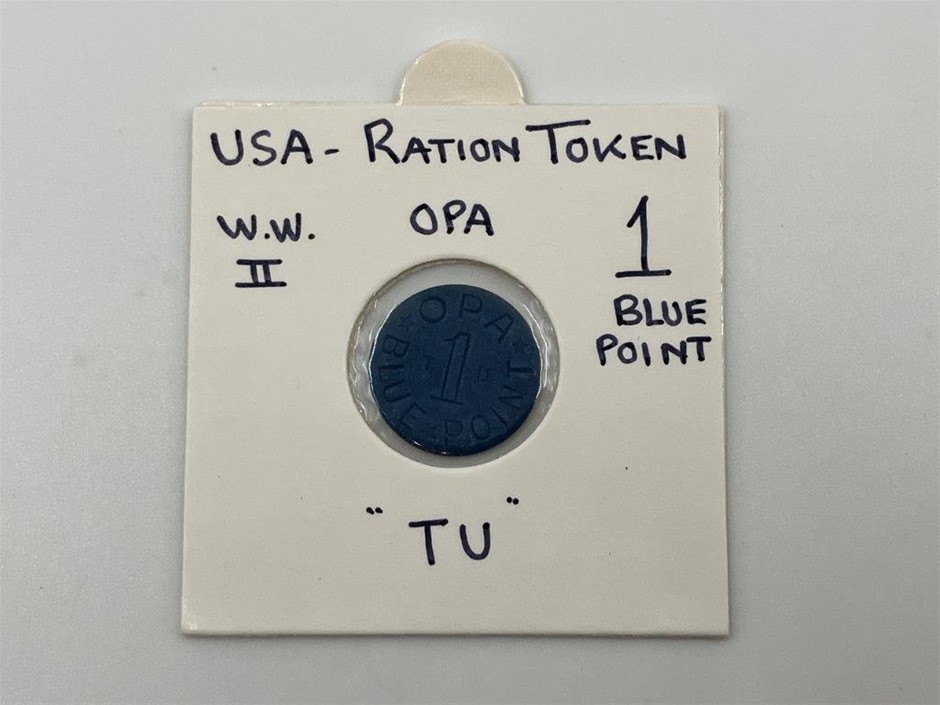 USA - RATION TOKEN
W.W.
II
OPA
1
BLUE
POINT
OPA
T 1 U
BLUE POINT
"TU"